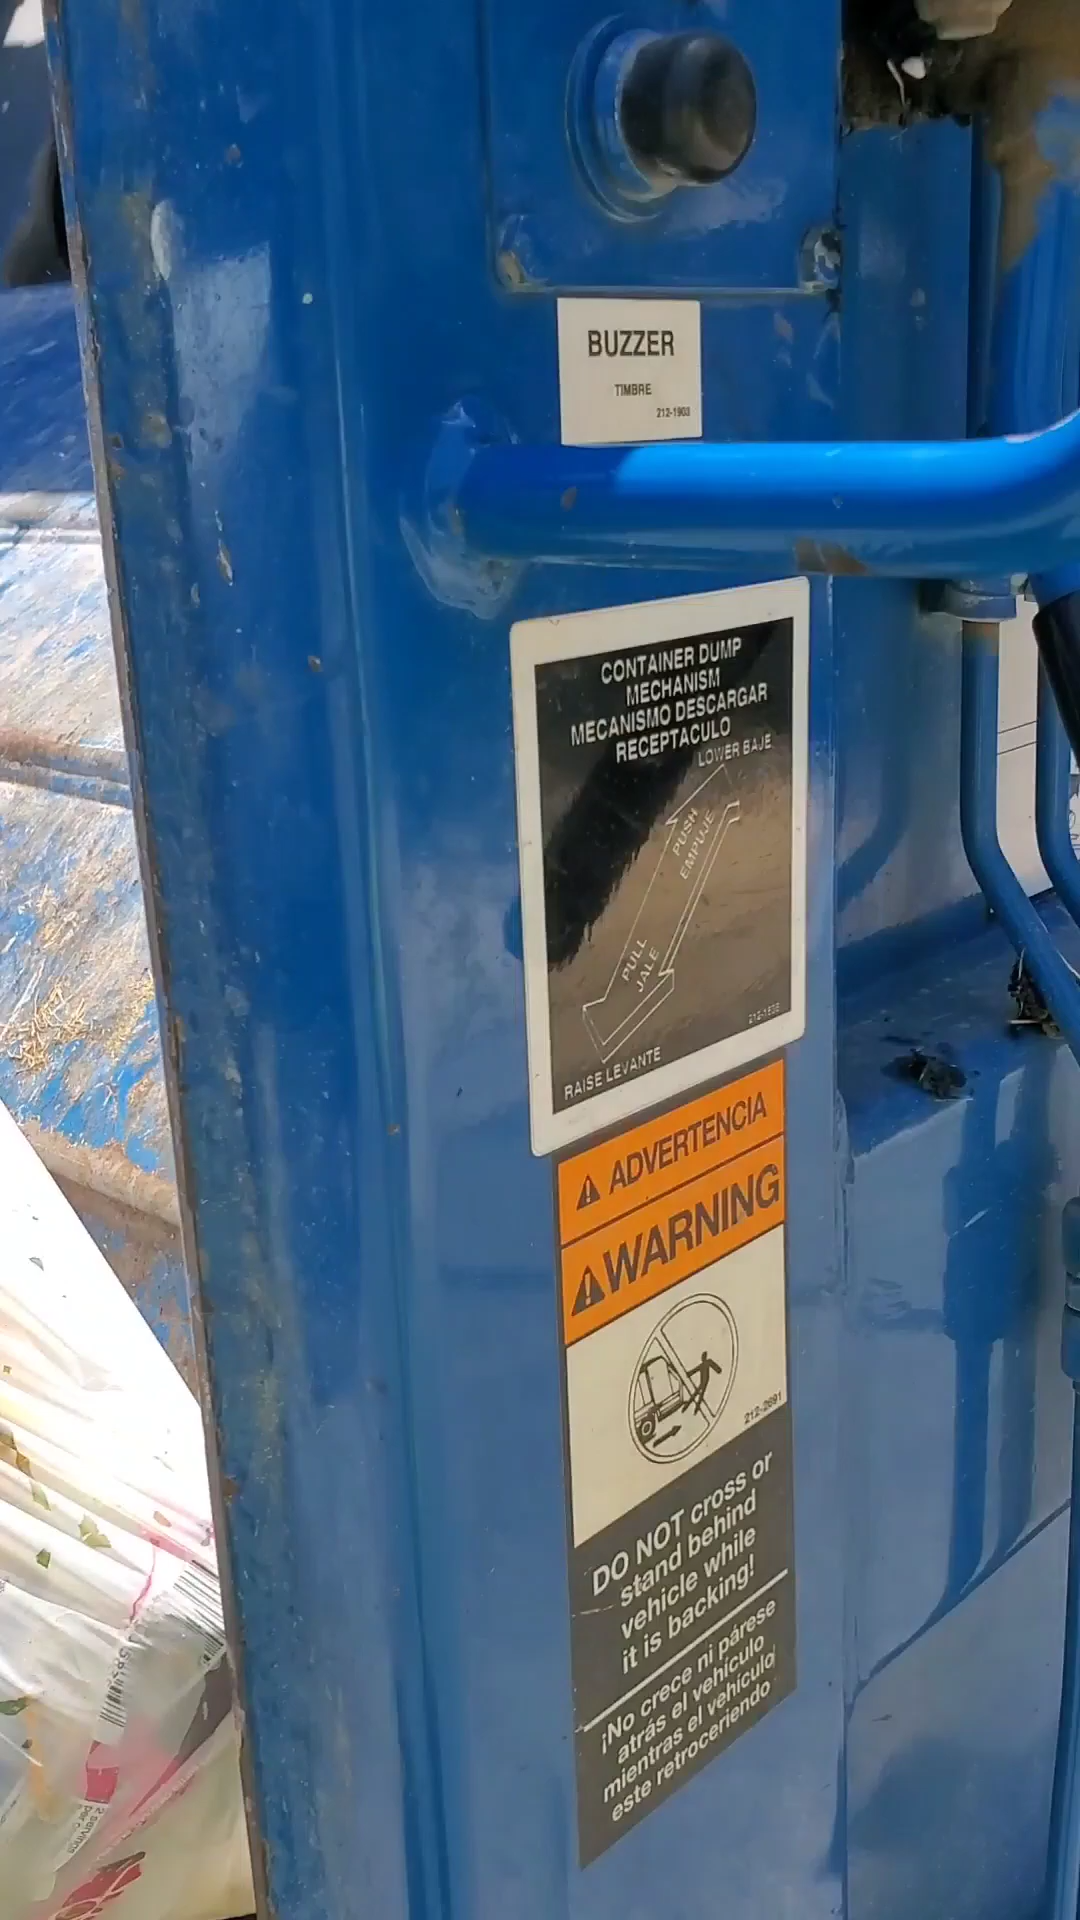 BUZZER
TIMBRE
212-1903
CONTAINER DUMP
MECHANISM
MECANISMO DESCARGAR
RECEPTACULO
LOWER BAJE
PUSH
EMPUJE
PULL
JALE
RAISE LEVANTE
ADVERTENCIA
WARNING
212-2691
DO NOT cross or
stand behind
vehicle while
it is backing!
¡No crece ni párese
atrás el vehículo
mientras el vehículo
este retroceriendo